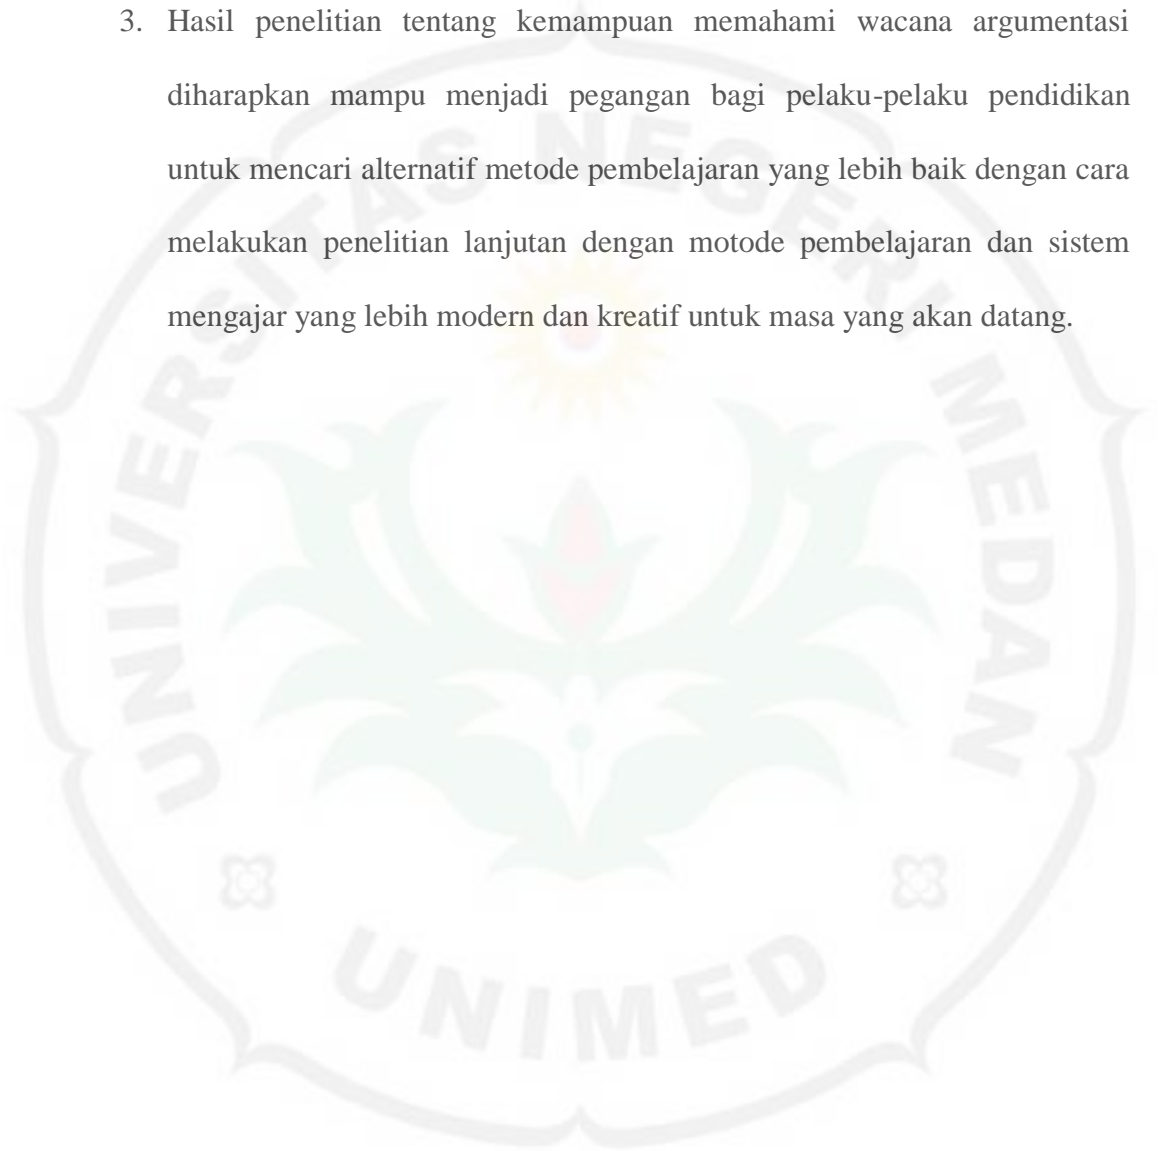 3. Hasil penelitian tentang kemampuan memahami wacana argumentasi
diharapkan mampu menjadi pegangan bagi pelaku-pelaku pendidikan
untuk mencari alternatif metode pembelajaran yang lebih baik dengan cara
melakukan penelitian lanjutan dengan motode pembelajaran dan sistem
mengajar yang lebih modern dan kreatif untuk masa yang akan datang.
UNIVERSITAS NEGERI MEDAN
UNIMED